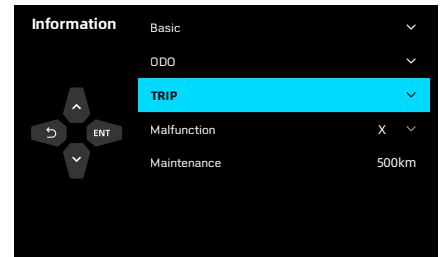 Information
Basic
ODO
TRIP
ENT
Malfunction X
Maintenance 500km